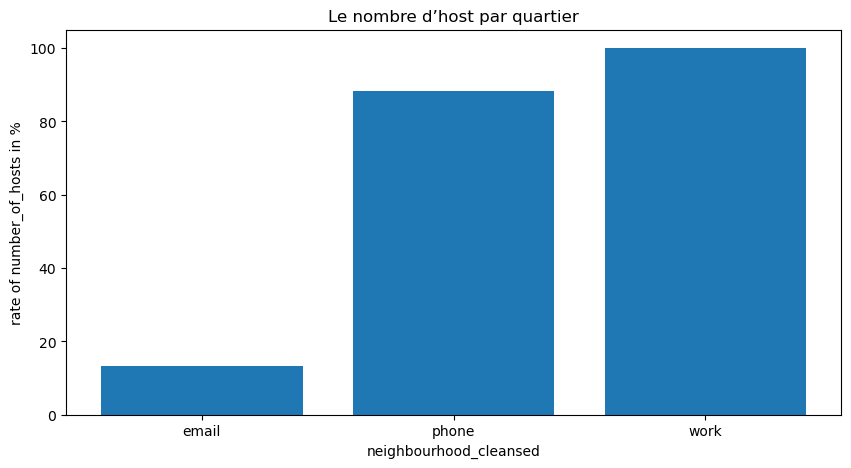 Le nombre d’host par quartier
rate of number_of_hosts in %
100
80
60
40
20
0
email phone work
neighbourhood_cleansed